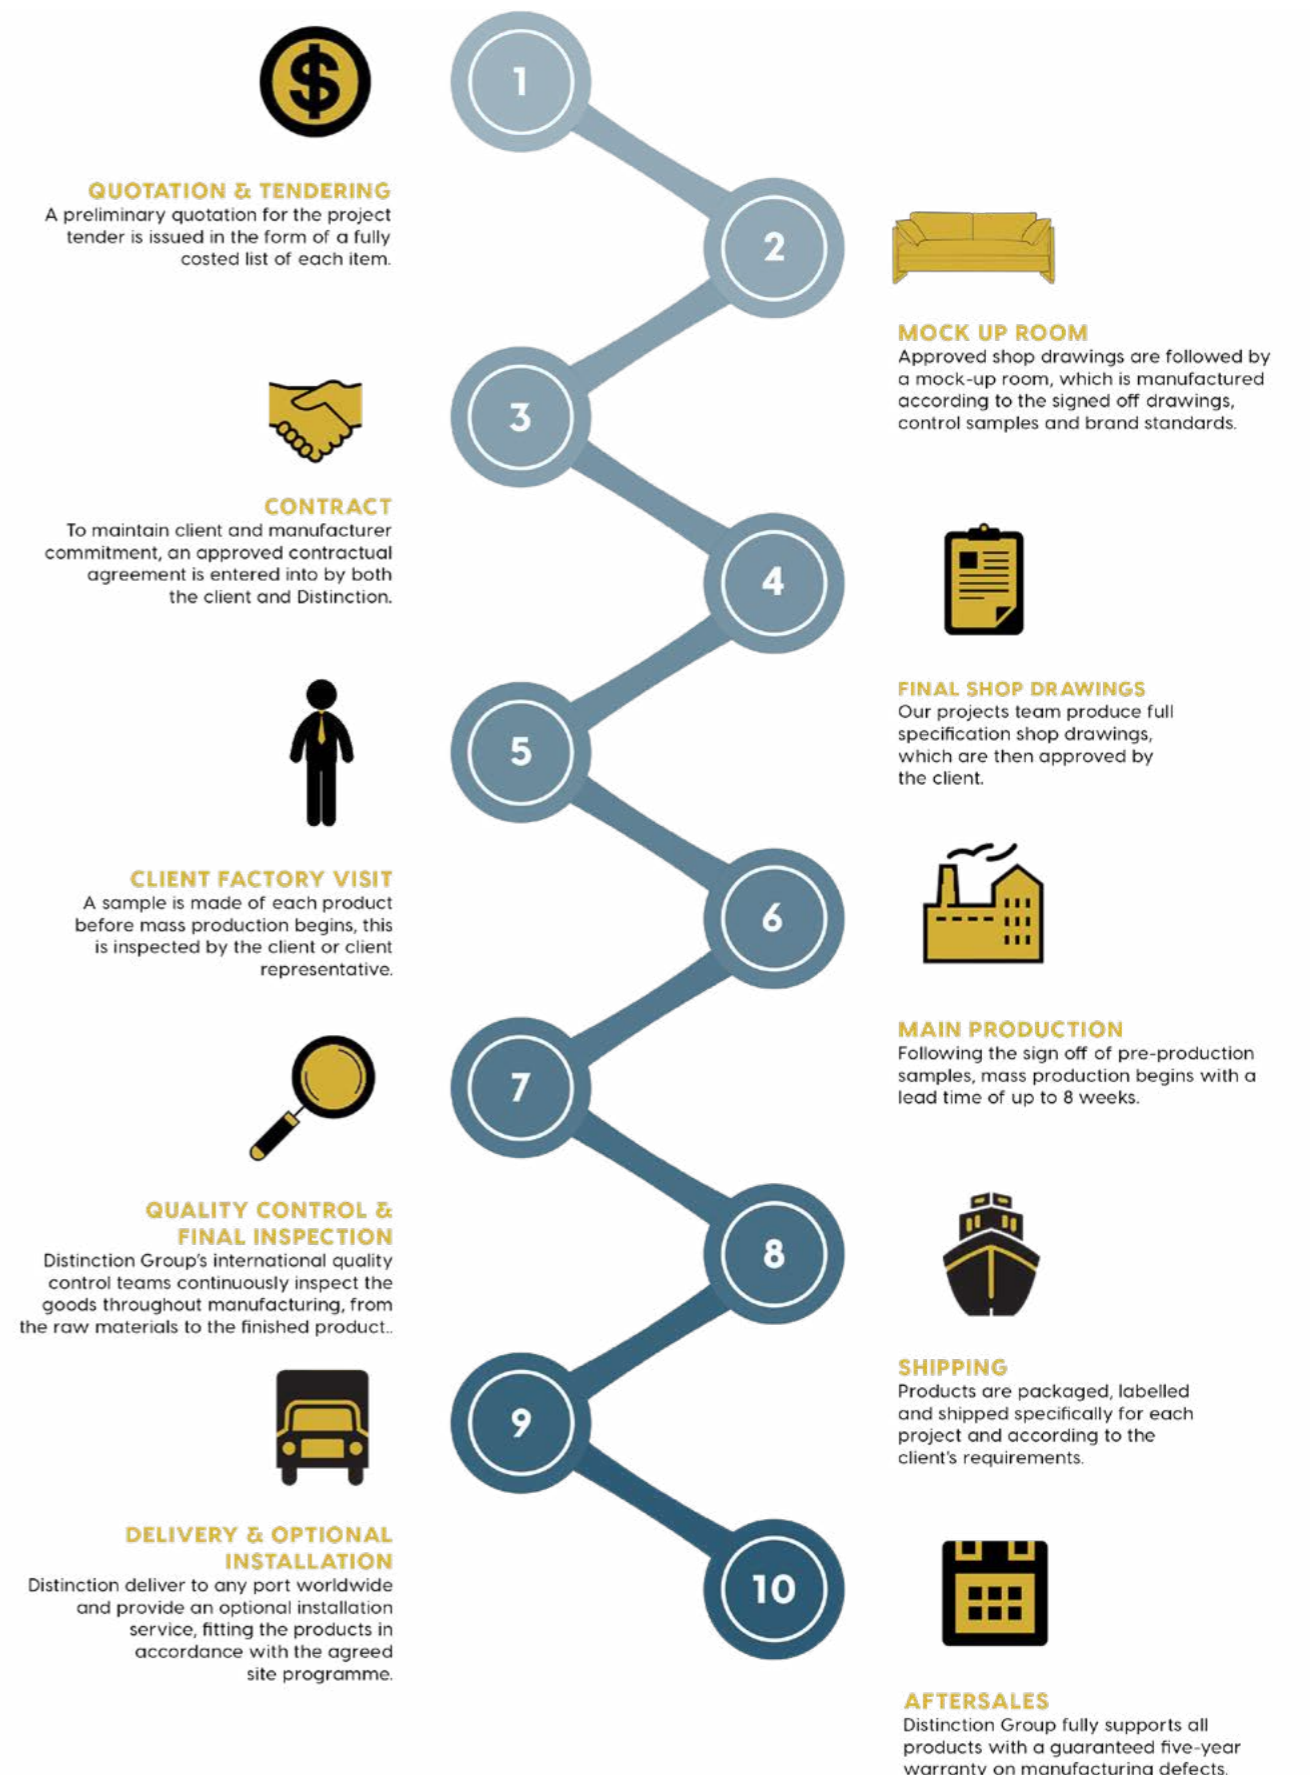 1
QUOTATION & TENDERING
A preliminary quotation for the project
tender is issued in the form of a fully
costed list of each item.
2
MOCK UP ROOM
Approved shop drawings are followed by
a mock-up room, which is manufactured
according to the signed off drawings,
control samples and brand standards.
3
CONTRACT
To maintain client and manufacturer
commitment, an approved contractual
agreement is entered into by both
the client and Distinction.
4
FINAL SHOP DRAWINGS
Our projects team produce full
specification shop drawings,
which are then approved by
the client.
5
CLIENT FACTORY VISIT
A sample is made of each product
before mass production begins, this
is inspected by the client or client
representative.
6
MAIN PRODUCTION
Following the sign off of pre-production
samples, mass production begins with a
lead time of up to 8 weeks.
7
QUALITY CONTROL &
FINAL INSPECTION
Distinction Group's international quality
control teams continuously inspect the
goods throughout manufacturing, from
the raw materials to the finished product..
8
SHIPPING
Products are packaged, labelled
and shipped specifically for each
project and according to the
client's requirements.
9
DELIVERY & OPTIONAL
INSTALLATION
Distinction deliver to any port worldwide
and provide an optional installation
service, fitting the products in
accordance with the agreed
site programme.
10
AFTERSALES
Distinction Group fully supports all
products with a guaranteed five-year
warranty on manufacturing defects.